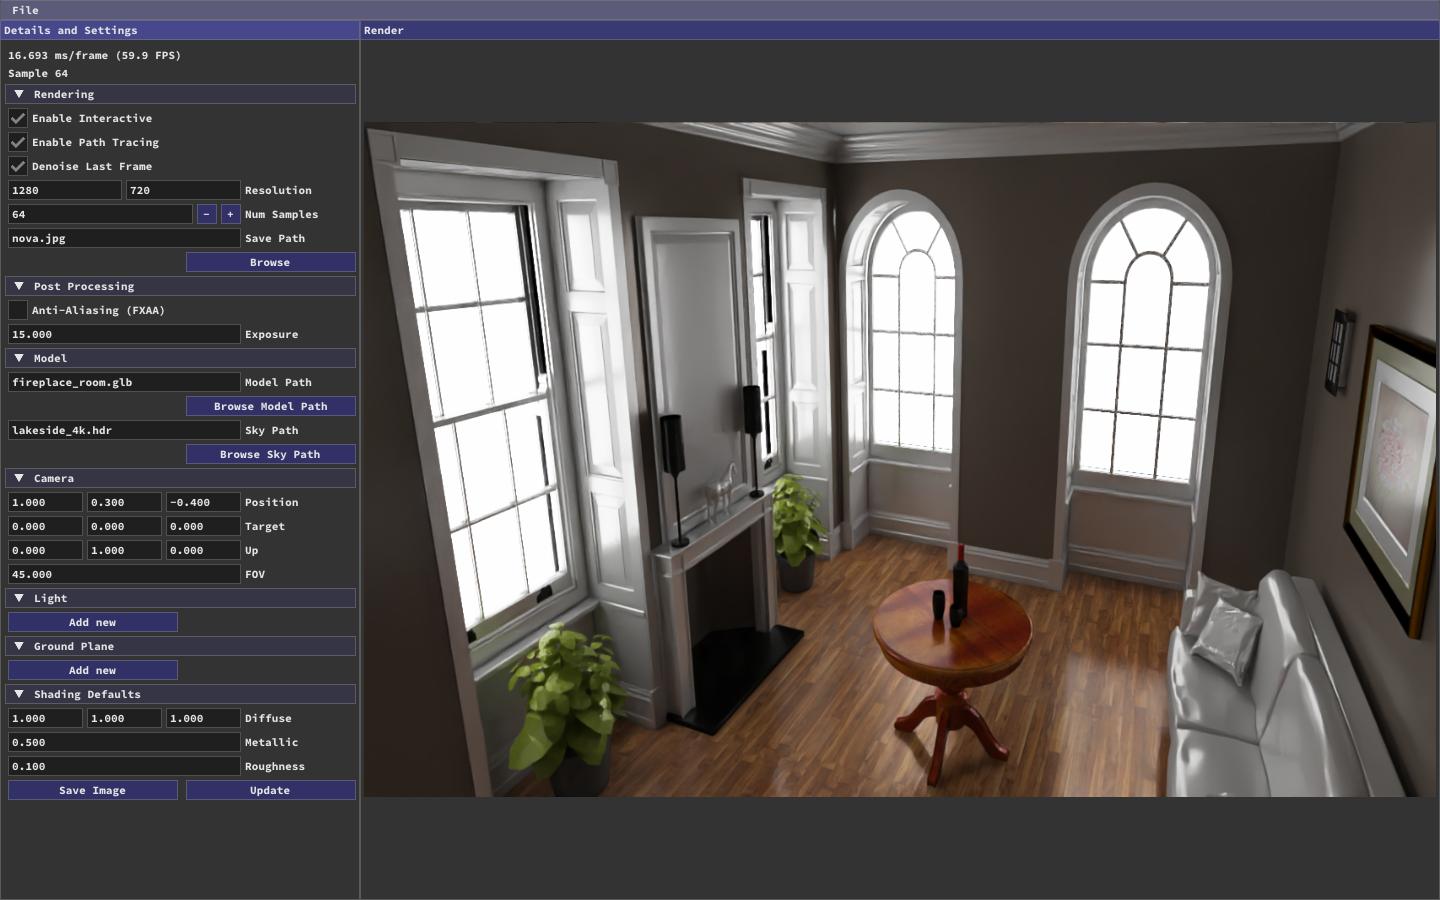 File
Details and Settings
Render
16.693 ms/frame (59.9 FPS)
Sample 64
Rendering
Enable Interactive
Enable Path Tracing
Denoise Last Frame
1280 720 Resolution
64 − + Num Samples
nova.jpg Save Path
Browse
Post Processing
Anti-Aliasing (FXAA)
15.000 Exposure
Model
fireplace_room.glb Model Path
Browse Model Path
lakeside_4k.hdr Sky Path
Browse Sky Path
Camera
1.000 0.300 −0.400 Position
0.000 0.000 0.000 Target
0.000 1.000 0.000 Up
45.000 FOV
Light
Add new
Ground Plane
Add new
Shading Defaults
1.000 1.000 1.000 Diffuse
0.500 Metallic
0.100 Roughness
Save Image Update